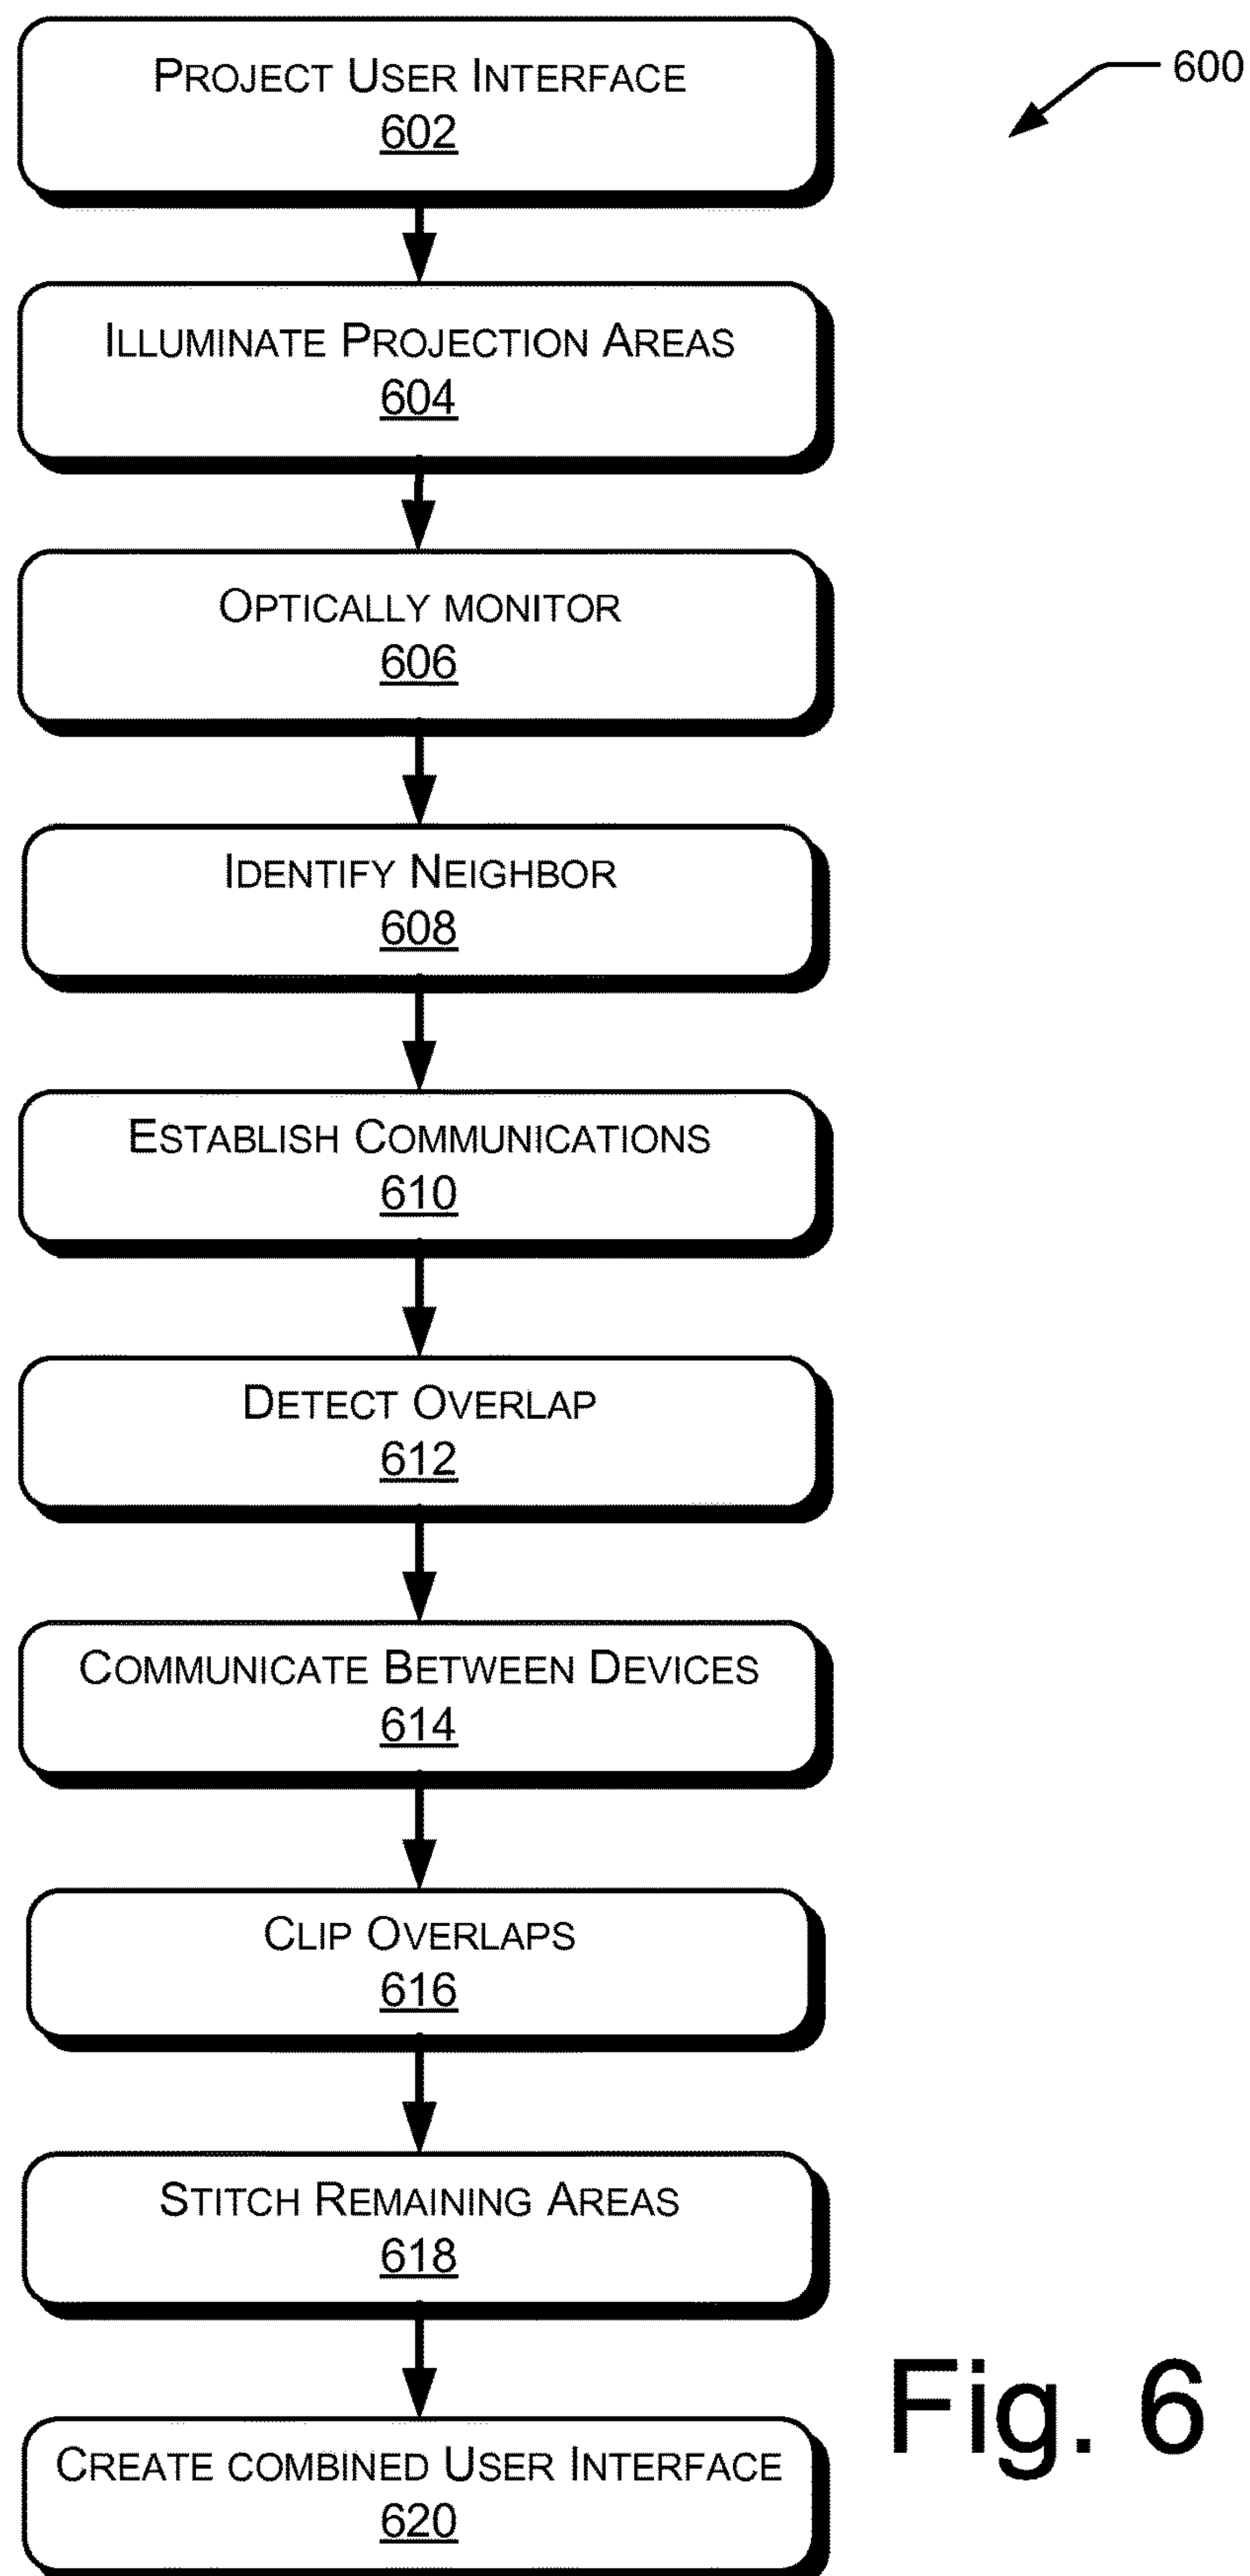 PROJECT USER INTERFACE
602
600
ILLUMINATE PROJECTION AREAS
604
OPTICALLY MONITOR
606
IDENTIFY NEIGHBOR
608
ESTABLISH COMMUNICATIONS
610
DETECT OVERLAP
612
COMMUNICATE BETWEEN DEVICES
614
CLIP OVERLAPS
616
STITCH REMAINING AREAS
618
CREATE COMBINED USER INTERFACE
620
Fig. 6